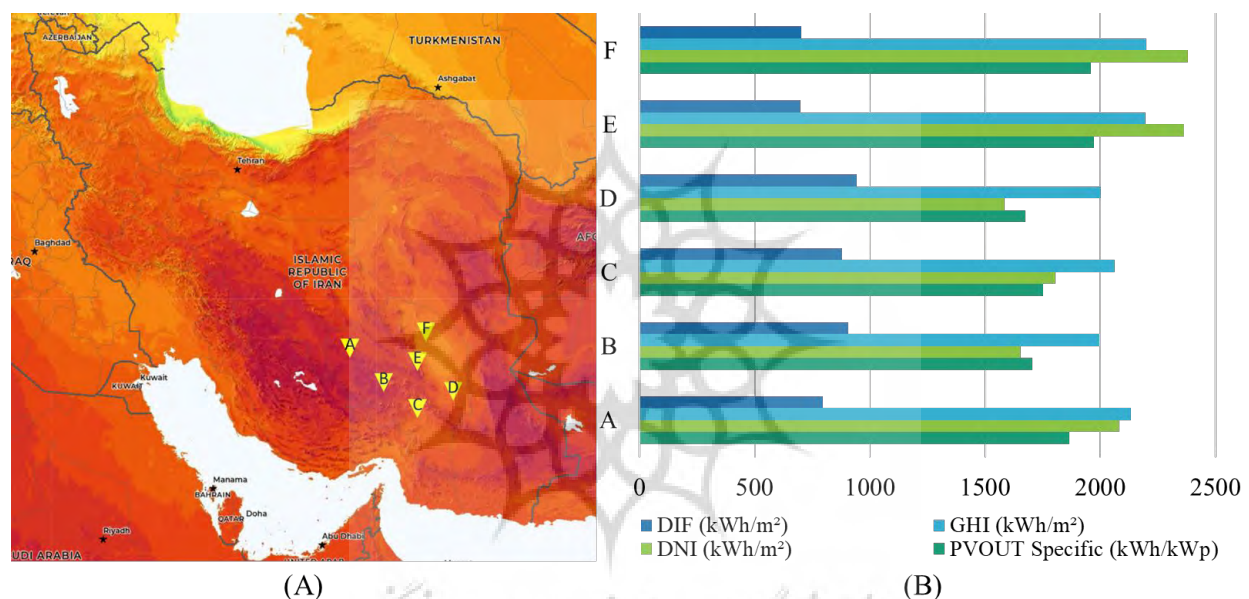 AZERBAIJAN
TURKMENISTAN
Ashgabat
Tehran
Baghdad
ISLAMIC
REPUBLIC
OF IRAN
RAQ
AFG
A
F
E
B
D
C
Kuwait
KUWAIT
Manama
BAHRAIN
QATAR
Doha
Abu Dhabi
Riyadh
UDI ARABIA
(A)
F
E
D
C
B
A
0 500 1000 1500 2000 2500
DIF (kWh/m²) GHI (kWh/m²)
DNI (kWh/m²) PVOUT Specific (kWh/kWp)
(B)